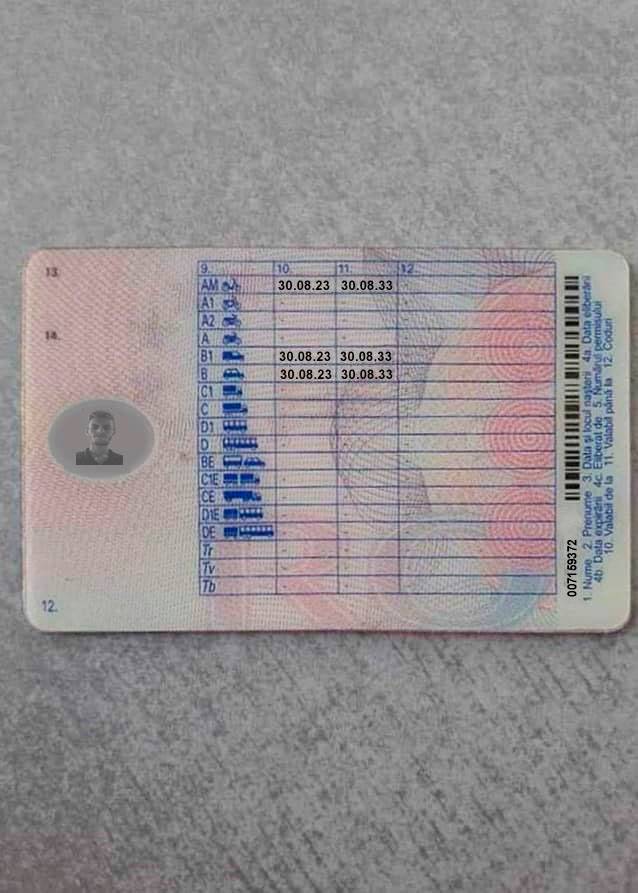 13.
14.
9. 10. 11. 12.
AM 30.08.23 30.08.33
A1 - -
A2 - -
A - -
B1 30.08.23 30.08.33
B 30.08.23 30.08.33
C1 - -
C - -
D1 - -
D - -
BE - -
C1E - -
CE - -
D1E - -
DE - -
Tr - -
Tv - -
Tb - -
12.
007159372
1. Nume 2. Prenume 3. Data și locul nașterii 4a. Data eliberării
4b. Data expirării 4c. Eliberat de 5. Numărul permisului
10. Valabil de la 11. Valabil până la 12. Coduri